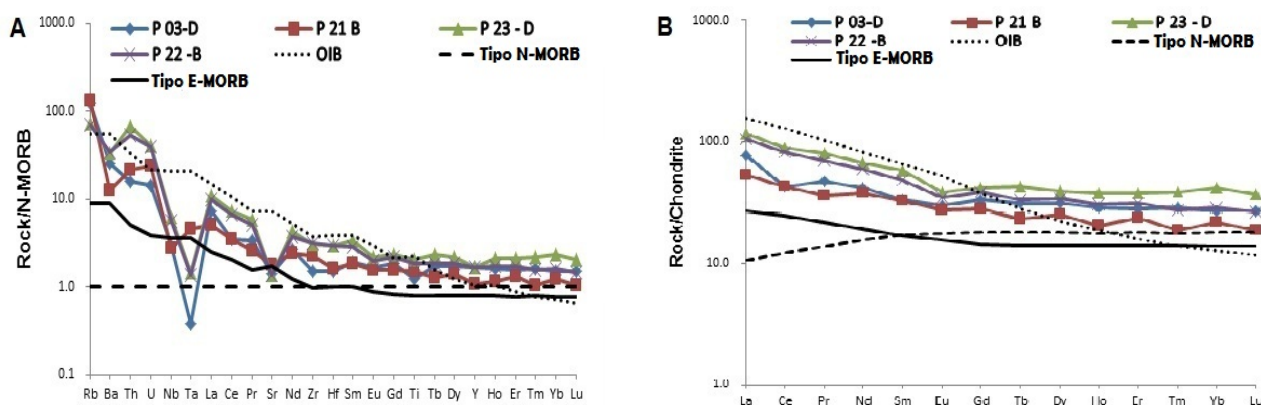 A
P 03-D P 21 B P 23 - D
P 22 -B OIB Tipo N-MORB
Tipo E-MORB
Rock/N-MORB
1000.0
100.0
10.0
1.0
0.1
Rb Ba Th U Nb Ta La Ce Pr Sr Nd Zr Hf Sm Eu Gd Ti Tb Dy Y Ho Er Tm Yb Lu
B
P 03-D P 21 B P 23 - D
P 22 -B OIB Tipo N-MORB
Tipo E-MORB
Rock/Chondrite
1000.0
100.0
10.0
1.0
La Ce Pr Nd Sm Eu Gd Tb Dy Ho Er Tm Yb Lu